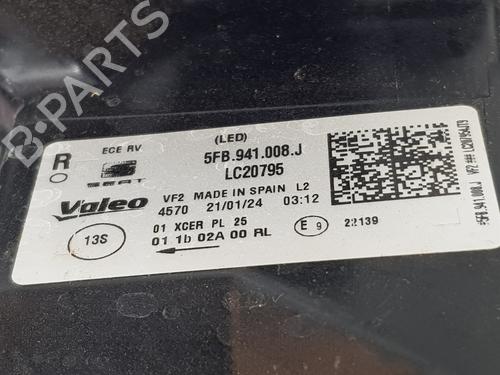 B-PARTS
(LED)
R
ECE RV
5FB.941.008.J
LC20795
SEAT
Valeo
VF2 MADE IN SPAIN L2
4570 21/01/24 03:12
01 XCER PL 25
01 1b 02A 00 RL
13S
E 9
22139